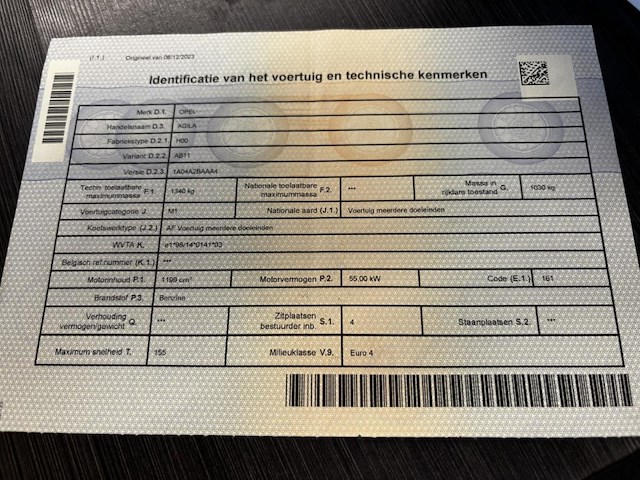 (I.1.) Origineel van 08/12/2023
Identificatie van het voertuig en technische kenmerken
Merk D.1. OPEL
Handelsnaam D.3. AGILA
Fabriekstype D.2.1. H00
Variant D.2.2. AB11
Versie D.2.3. 1A04A2BAAA4
Techn. toelaatbare maximummassa F.1 1340 kg Nationale toelaatbare maximummassa F.2. *** Massa in rijklare toestand G. 1030 kg
Voertuigcategorie J. M1 Nationale aard (J.1.) Voertuig meerdere doeleinden
Koetswerktype (J.2.) AF Voertuig meerdere doeleinden
WVTA K. e1*98/14*0141*03
Belgisch ref.nummer (K.1.) ***
Motorinhoud P.1. 1199 cm³ Motorvermogen P.2. 55,00 kW Code (E.1.) 161
Brandstof P.3. Benzine
Verhouding vermogen/gewicht Q. *** Zitplaatsen bestuurder inb. S.1. 4 Staanplaatsen S.2. ***
Maximum snelheid T. 155 Milieuklasse V.9. Euro 4